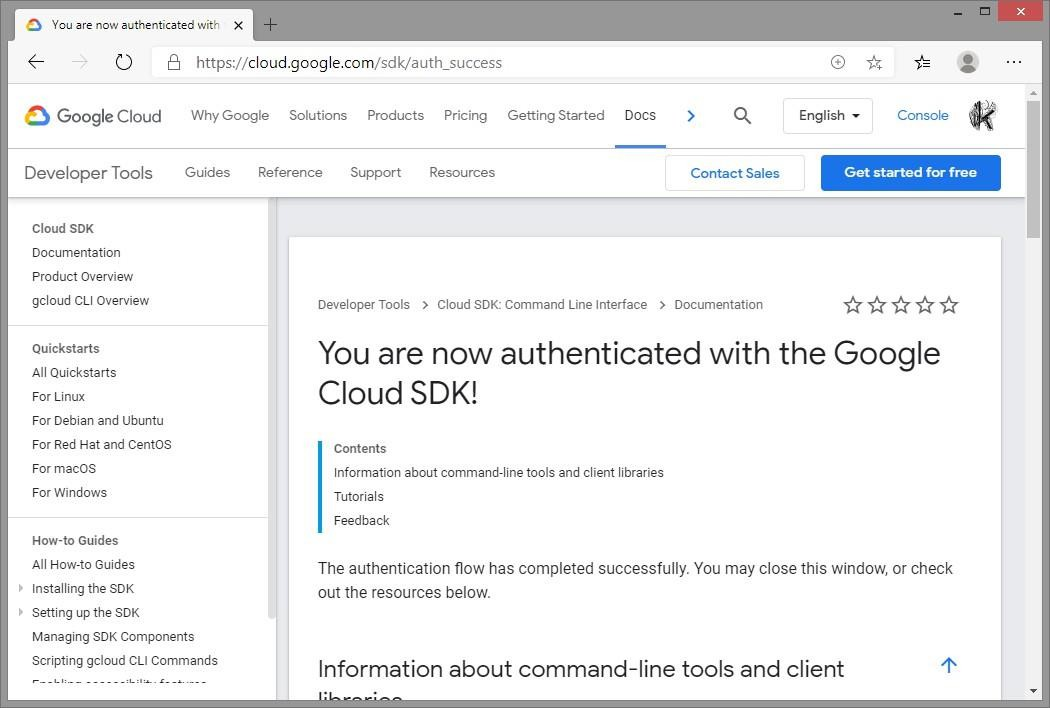 You are now authenticated with
https://cloud.google.com/sdk/auth_success
Google Cloud
Why Google
Solutions
Products
Pricing
Getting Started
Docs
English
Console
Developer Tools
Guides
Reference
Support
Resources
Contact Sales
Get started for free
Cloud SDK
Documentation
Product Overview
gcloud CLI Overview
Quickstarts
All Quickstarts
For Linux
For Debian and Ubuntu
For Red Hat and CentOS
For macOS
For Windows
How-to Guides
All How-to Guides
Installing the SDK
Setting up the SDK
Managing SDK Components
Scripting gcloud CLI Commands
Enabling accessibility features
Developer Tools > Cloud SDK: Command Line Interface > Documentation
You are now authenticated with the Google
Cloud SDK!
Contents
Information about command-line tools and client libraries
Tutorials
Feedback
The authentication flow has completed successfully. You may close this window, or check
out the resources below.
Information about command-line tools and client
libraries